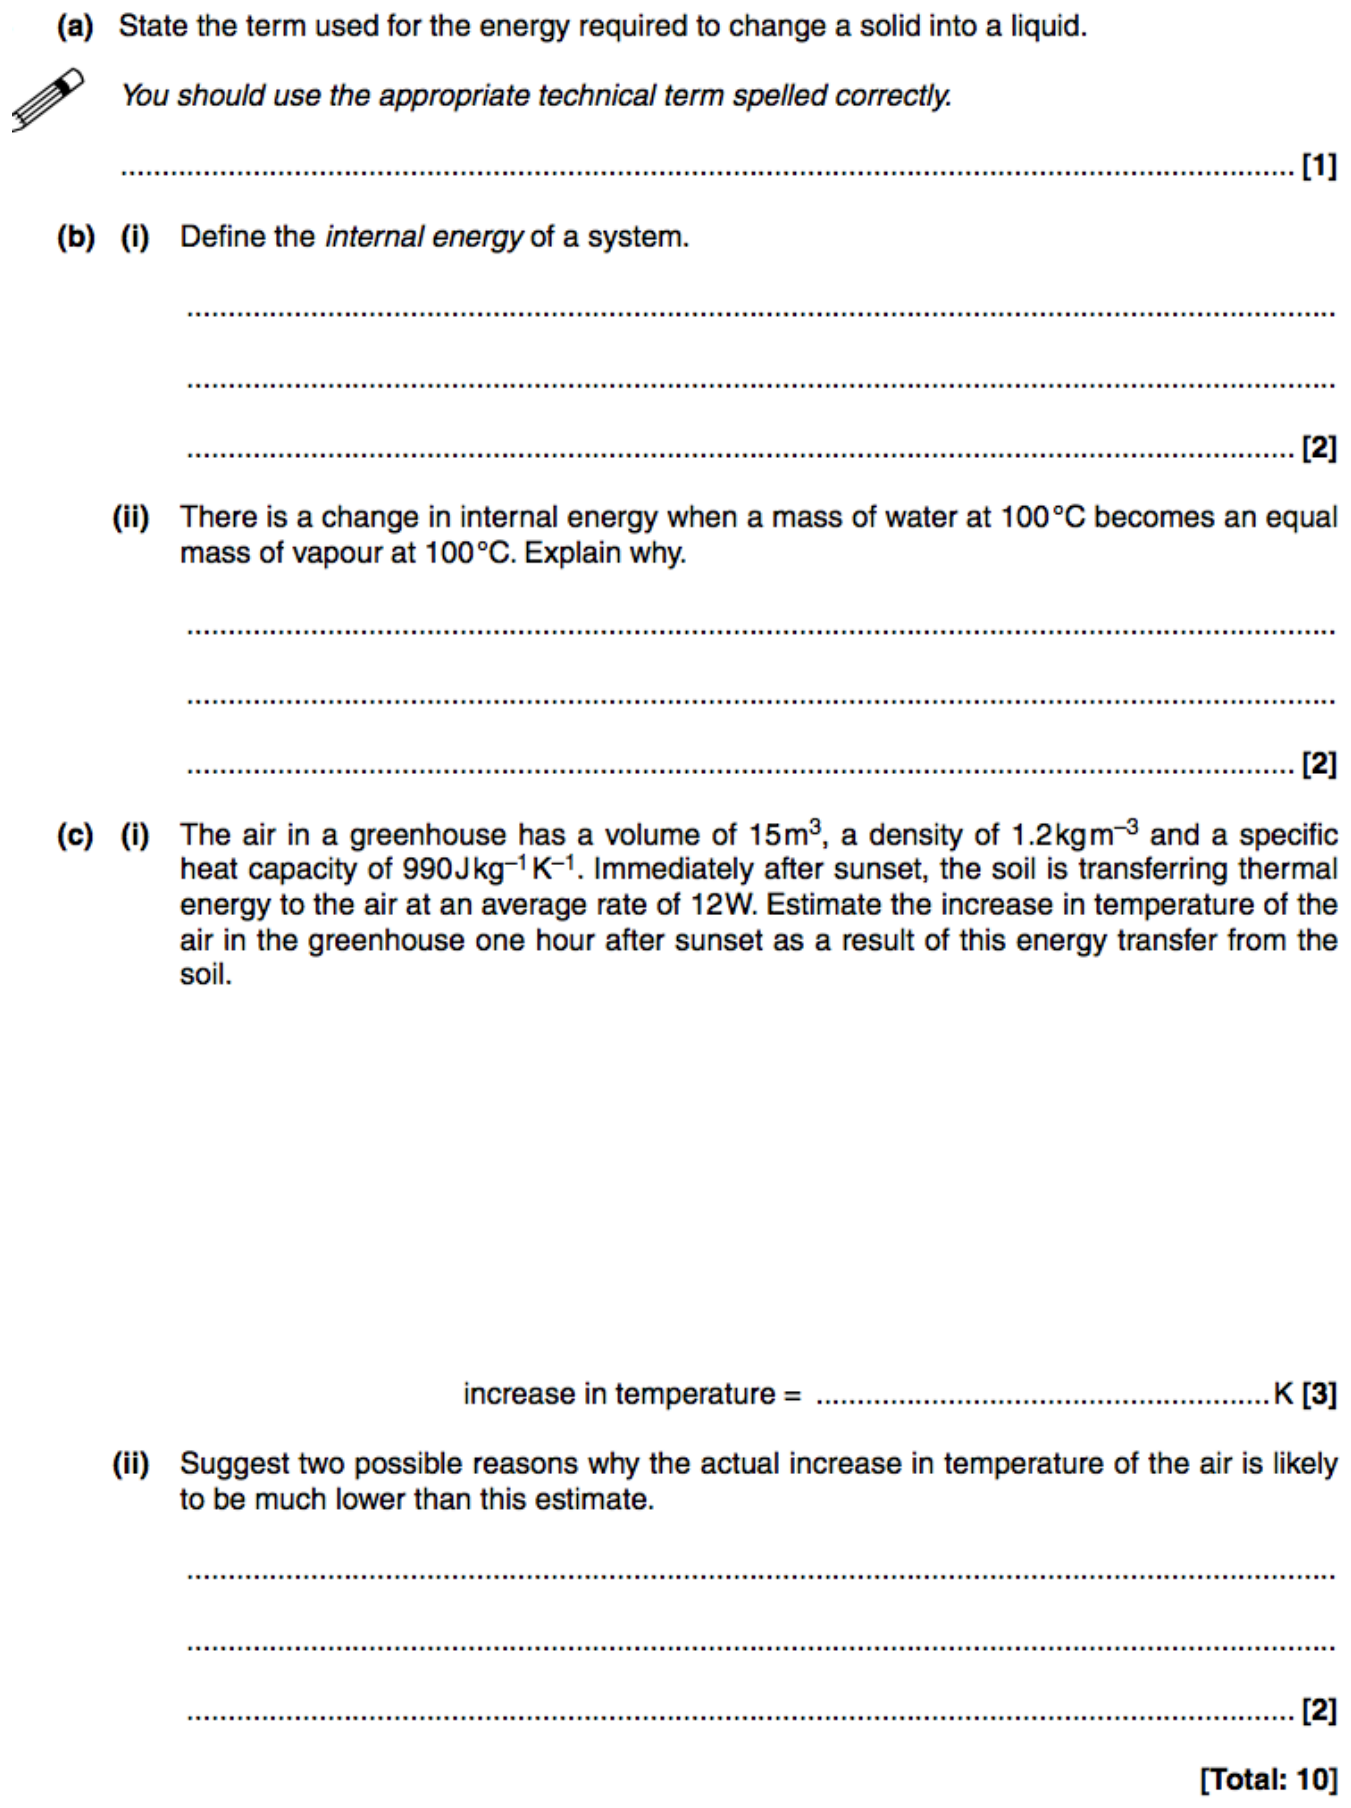 (a) State the term used for the energy required to change a solid into a liquid.
You should use the appropriate technical term spelled correctly.
.......................................................................................................................................... [1]
(b) (i) Define the internal energy of a system.
..........................................................................................................................................
..........................................................................................................................................
.................................................................................................................................... [2]
(ii) There is a change in internal energy when a mass of water at 100°C becomes an equal
mass of vapour at 100°C. Explain why.
..........................................................................................................................................
..........................................................................................................................................
.................................................................................................................................... [2]
(c) (i) The air in a greenhouse has a volume of 15m³, a density of 1.2kgm⁻³ and a specific
heat capacity of 990Jkg⁻¹K⁻¹. Immediately after sunset, the soil is transferring thermal
energy to the air at an average rate of 12W. Estimate the increase in temperature of the
air in the greenhouse one hour after sunset as a result of this energy transfer from the
soil.
increase in temperature = ...................................................... K [3]
(ii) Suggest two possible reasons why the actual increase in temperature of the air is likely
to be much lower than this estimate.
..........................................................................................................................................
..........................................................................................................................................
.................................................................................................................................... [2]
[Total: 10]